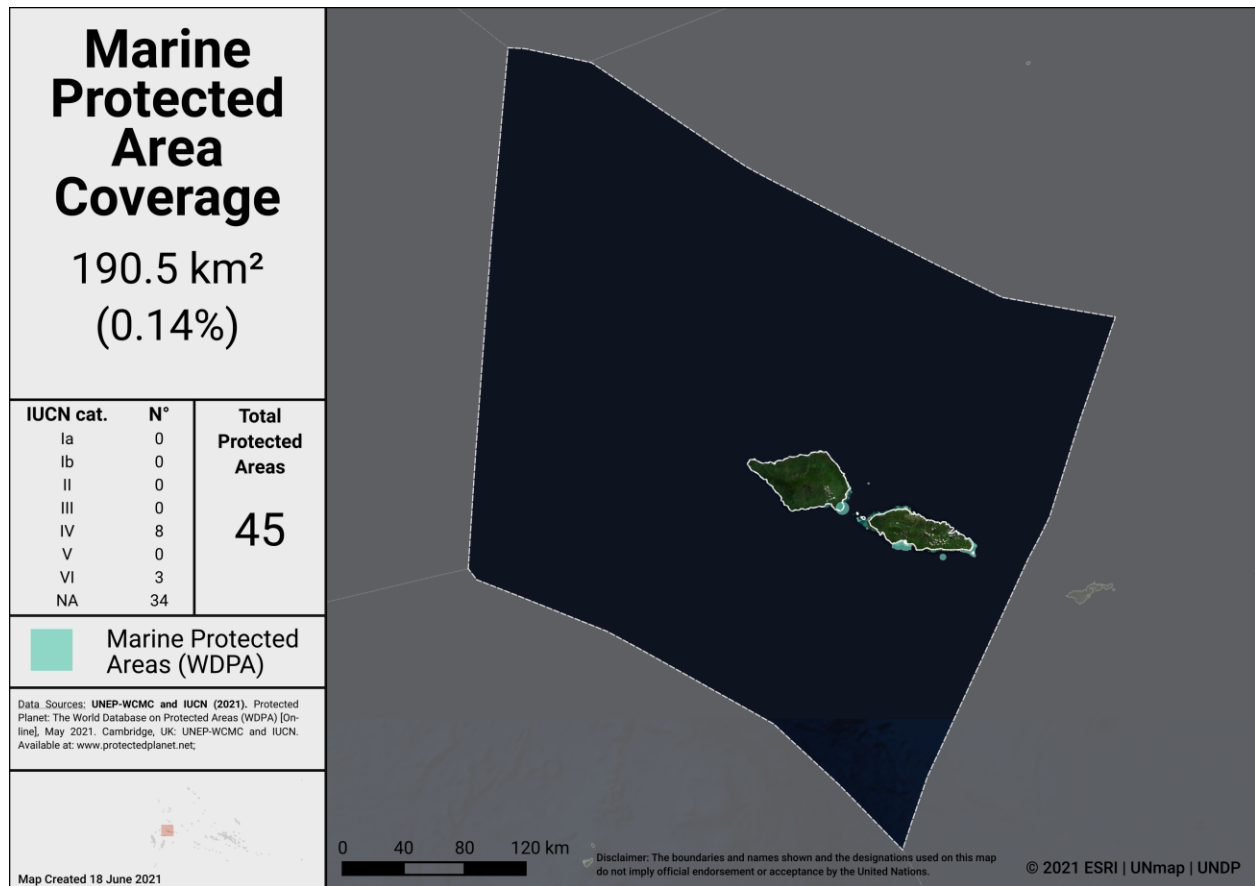 Marine
Protected
Area
Coverage
190.5 km²
(0.14%)
IUCN cat. N°
Ia 0
Ib 0
II 0
III 0
IV 8
V 0
VI 3
NA 34
Total
Protected
Areas
45
Marine Protected
Areas (WDPA)
Data Sources: UNEP-WCMC and IUCN (2021). Protected
Planet: The World Database on Protected Areas (WDPA) [On-
line], May 2021. Cambridge, UK: UNEP-WCMC and IUCN.
Available at: www.protectedplanet.net;
Map Created 18 June 2021
0 40 80 120 km
Disclaimer: The boundaries and names shown and the designations used on this map
do not imply official endorsement or acceptance by the United Nations.
© 2021 ESRI | UNmap | UNDP